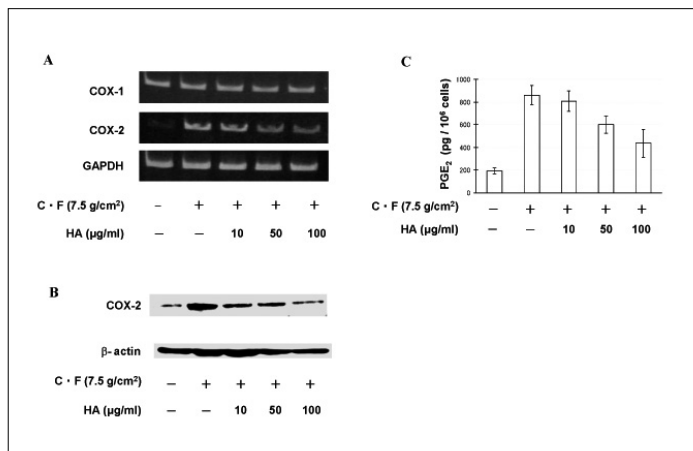 A
COX-1
COX-2
GAPDH
C・F (7.5 g/cm²) – + + + +
HA (μg/ml) – – 10 50 100
B
COX-2
β- actin
C・F (7.5 g/cm²) – + + + +
HA (μg/ml) – – 10 50 100
C
PGE₂ (pg / 10⁶ cells)
1000
800
600
400
200
0
C・F (7.5 g/cm²) – + + + +
HA (μg/ml) – – 10 50 100